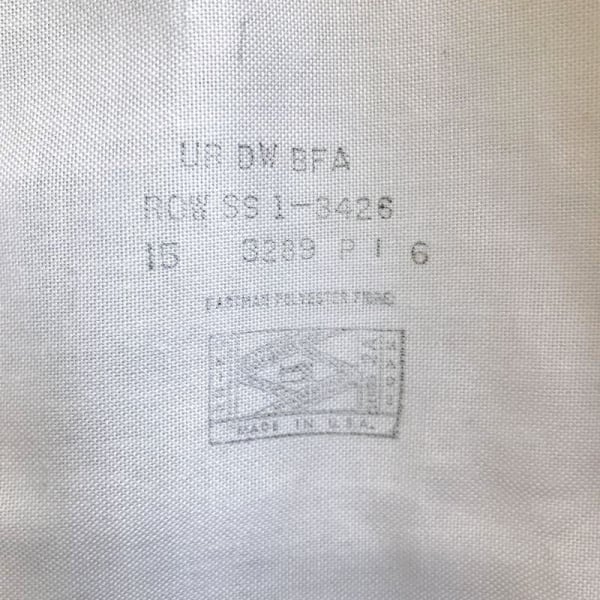 UR DW BFA
RCW SS 1-3426
15 3289 P I 6
EASTMAN POLYESTER FIBRE
MADE IN U.S.A.